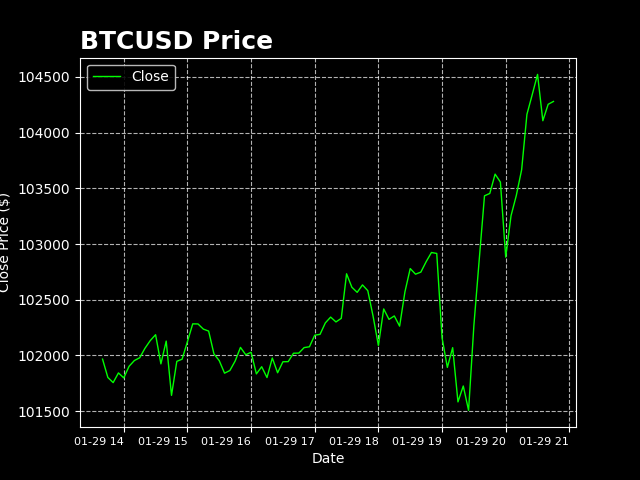 BTCUSD Price
Close
104500
104000
103500
103000
102500
102000
101500
Close Price ($)
01-29 14 01-29 15 01-29 16 01-29 17 01-29 18 01-29 19 01-29 20 01-29 21
Date